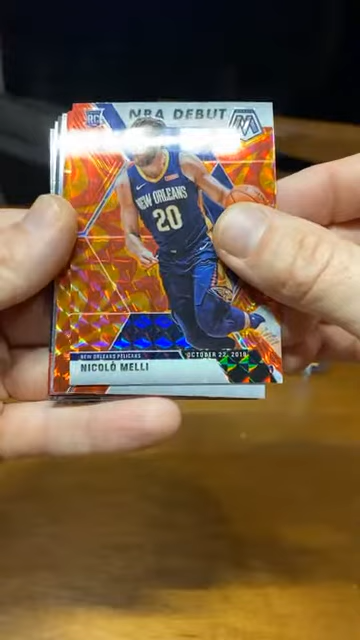 RC
NBA DEBUT
NEW ORLEANS
20
NEW ORLEANS PELICANS
OCTOBER 22, 2019
NICOLÒ MELLI